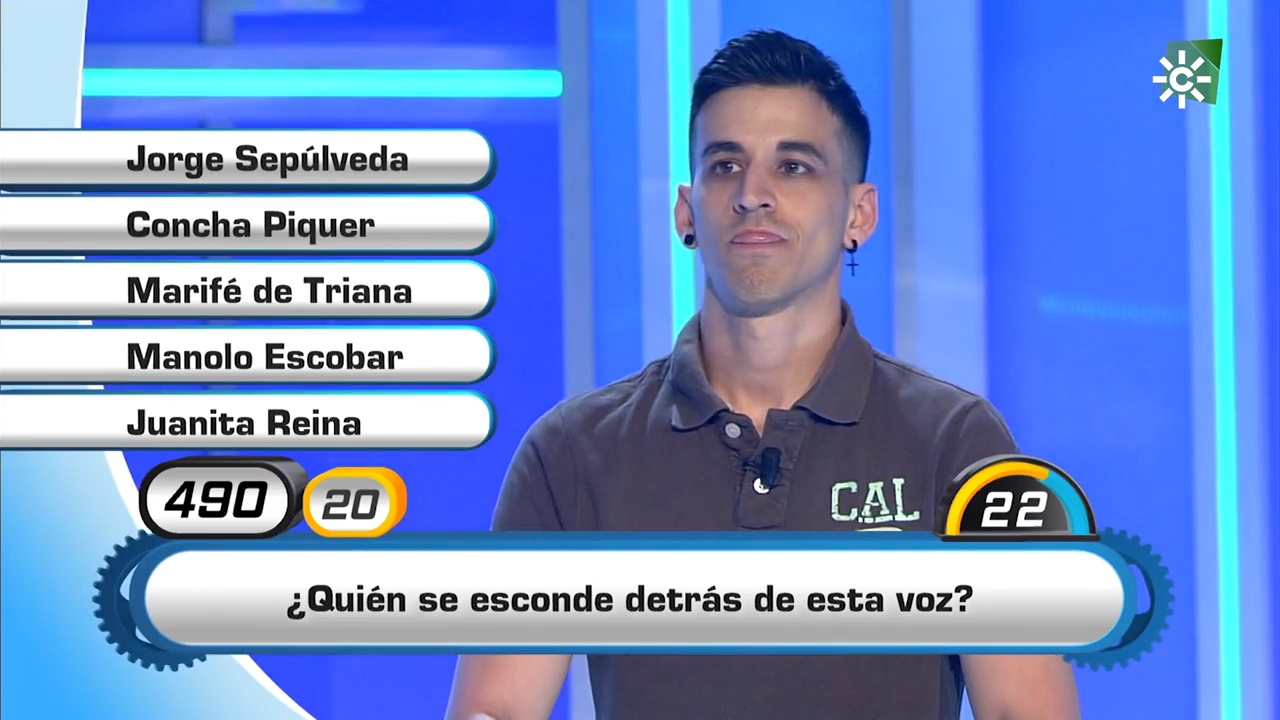 Jorge Sepúlveda
Concha Piquer
Marifé de Triana
Manolo Escobar
Juanita Reina
490
20
CAL
22
¿Quién se esconde detrás de esta voz?